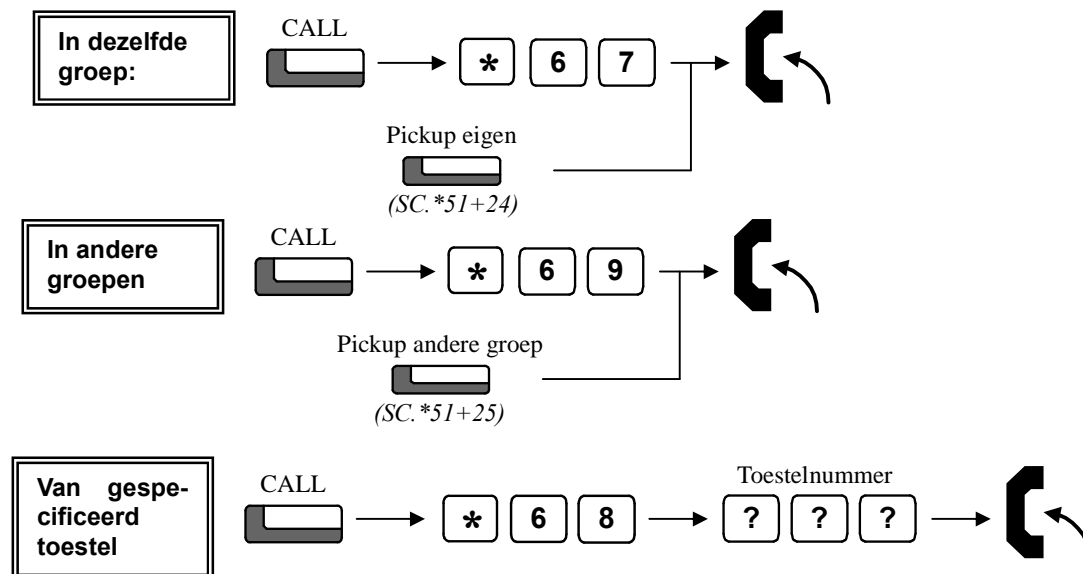 In dezelfde
groep:
CALL
* 6 7
Pickup eigen
(SC.*51+24)
In andere
groepen
CALL
* 6 9
Pickup andere groep
(SC.*51+25)
Van gespe-
cificeerd
toestel
CALL
* 6 8
Toestelnummer
? ? ?